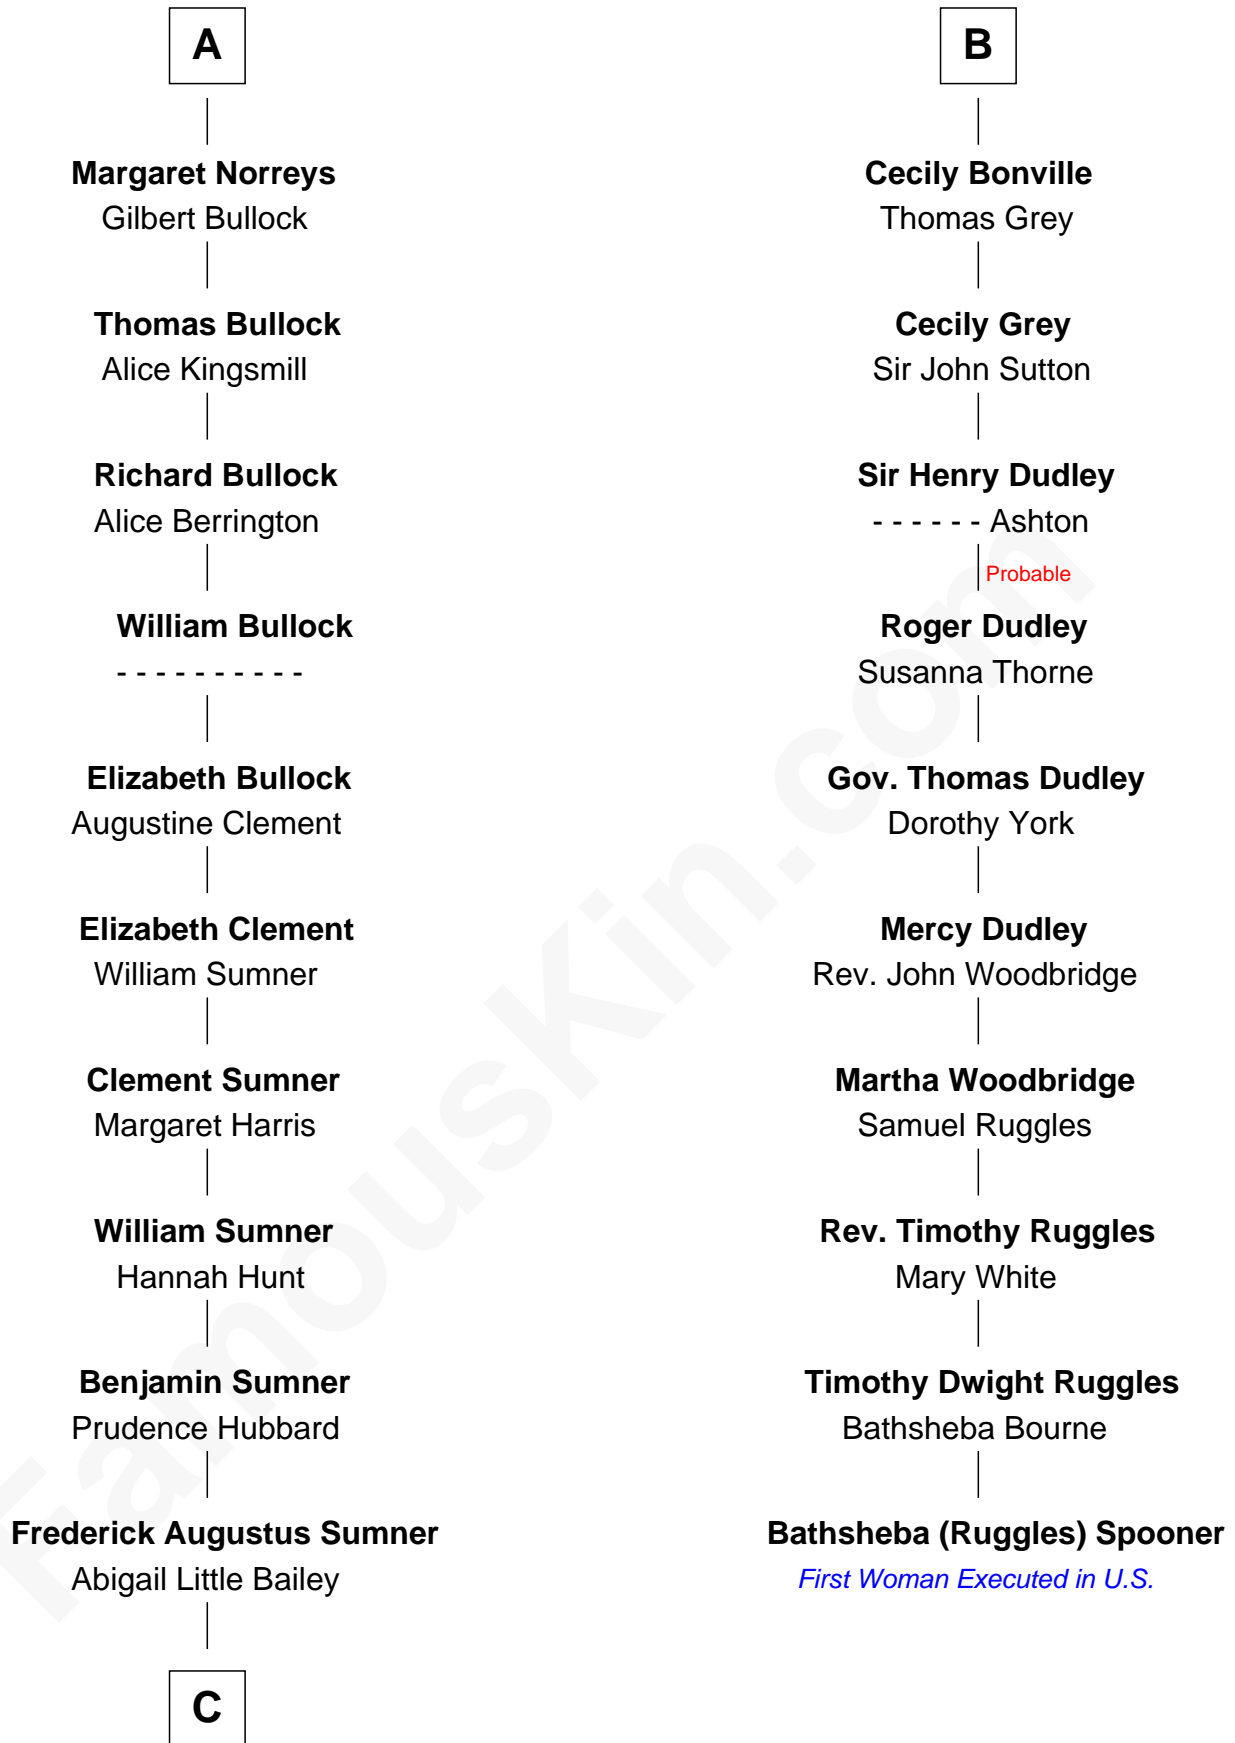 A
Margaret Norreys
Gilbert Bullock
Thomas Bullock
Alice Kingsmill
Richard Bullock
Alice Berrington
William Bullock
- - - - - - - - - -
Elizabeth Bullock
Augustine Clement
Elizabeth Clement
William Sumner
Clement Sumner
Margaret Harris
William Sumner
Hannah Hunt
Benjamin Sumner
Prudence Hubbard
Frederick Augustus Sumner
Abigail Little Bailey
C
B
Cecily Bonville
Thomas Grey
Cecily Grey
Sir John Sutton
Sir Henry Dudley
- - - - - - Ashton
Probable
Roger Dudley
Susanna Thorne
Gov. Thomas Dudley
Dorothy York
Mercy Dudley
Rev. John Woodbridge
Martha Woodbridge
Samuel Ruggles
Rev. Timothy Ruggles
Mary White
Timothy Dwight Ruggles
Bathsheba Bourne
Bathsheba (Ruggles) Spooner
First Woman Executed in U.S.
FamousKin.com